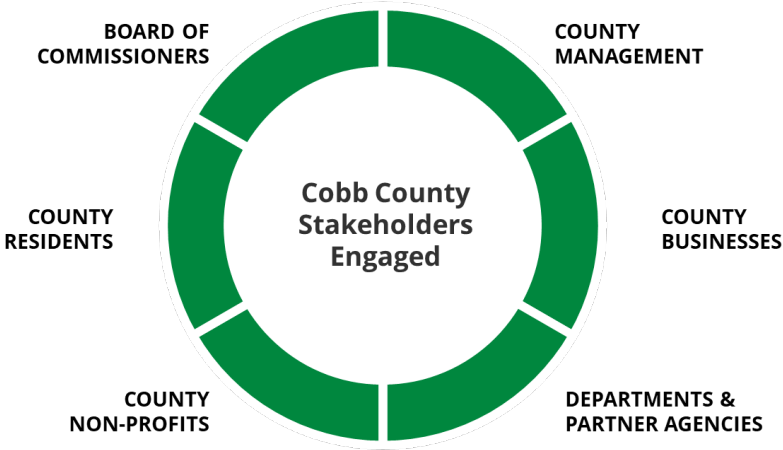 BOARD OF
COMMISSIONERS
COUNTY
MANAGEMENT
COUNTY
RESIDENTS
Cobb County
Stakeholders
Engaged
COUNTY
BUSINESSES
COUNTY
NON-PROFITS
DEPARTMENTS &
PARTNER AGENCIES